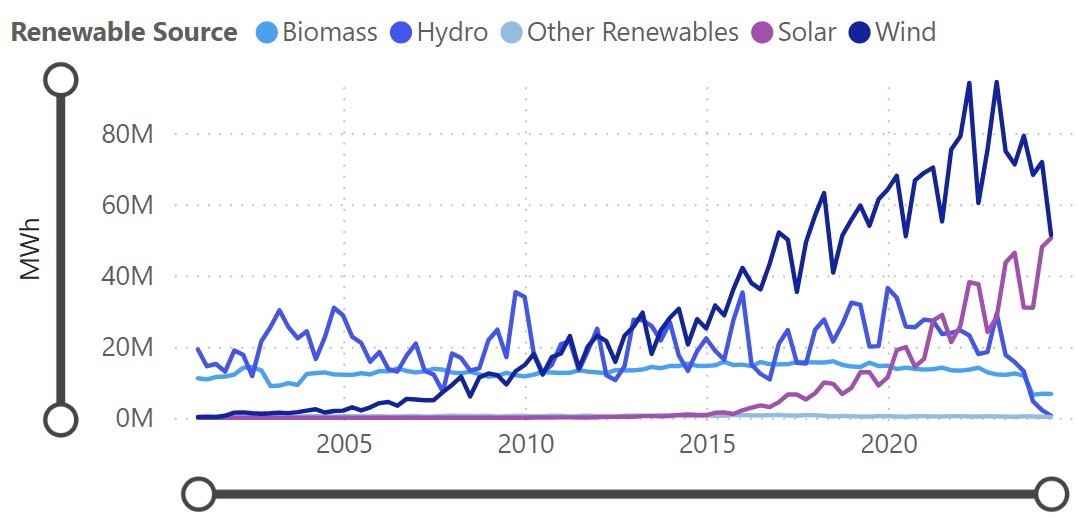 Renewable Source Biomass Hydro Other Renewables Solar Wind
80M
60M
40M
20M
0M
MWh
2005 2010 2015 2020